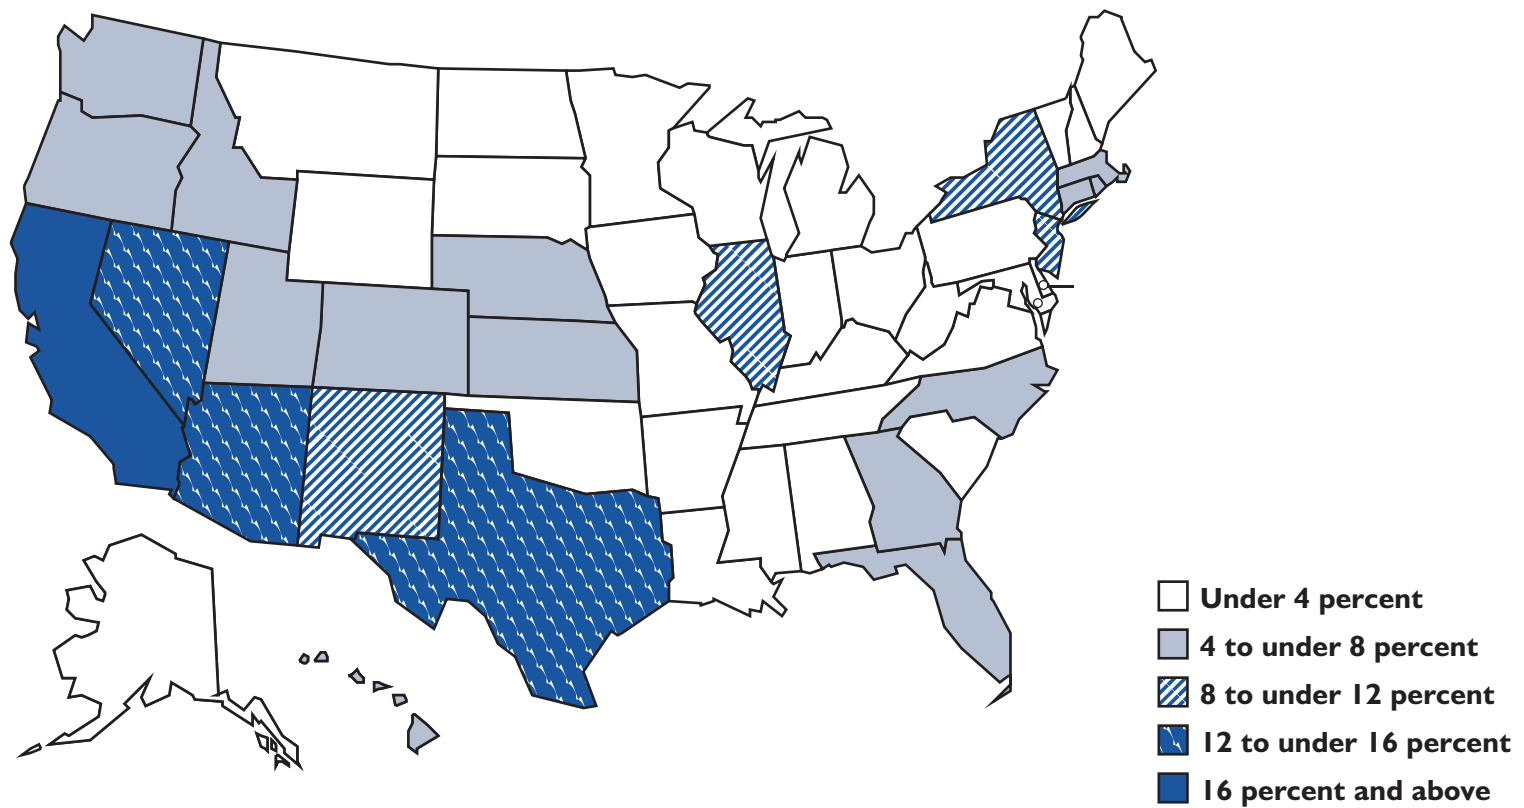 Under 4 percent
4 to under 8 percent
8 to under 12 percent
12 to under 16 percent
16 percent and above